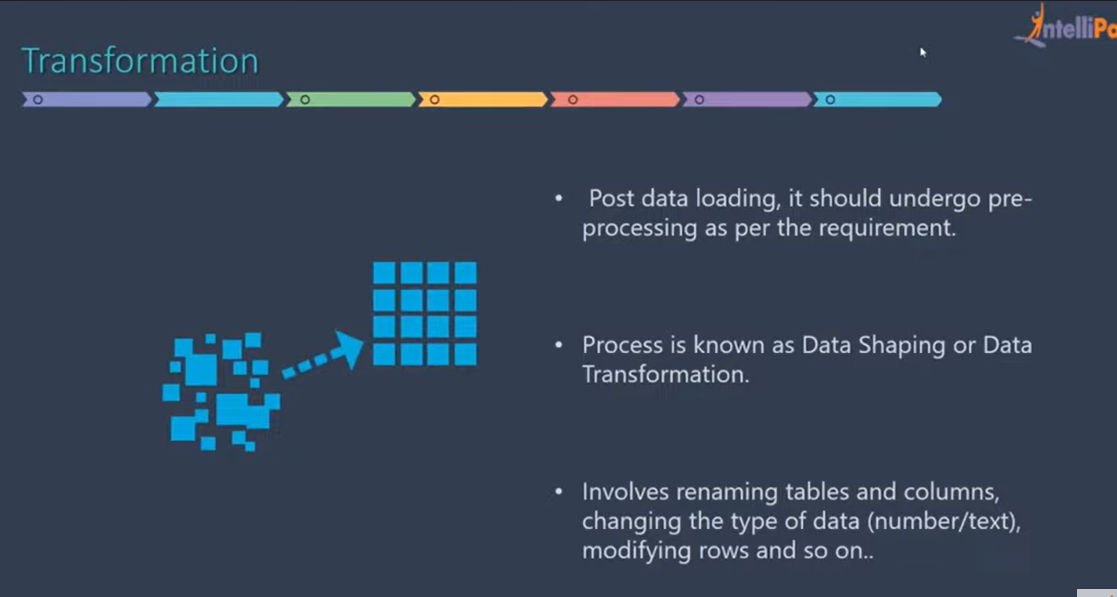 IntelliPa
Transformation
• Post data loading, it should undergo pre-
processing as per the requirement.
• Process is known as Data Shaping or Data
Transformation.
• Involves renaming tables and columns,
changing the type of data (number/text),
modifying rows and so on..